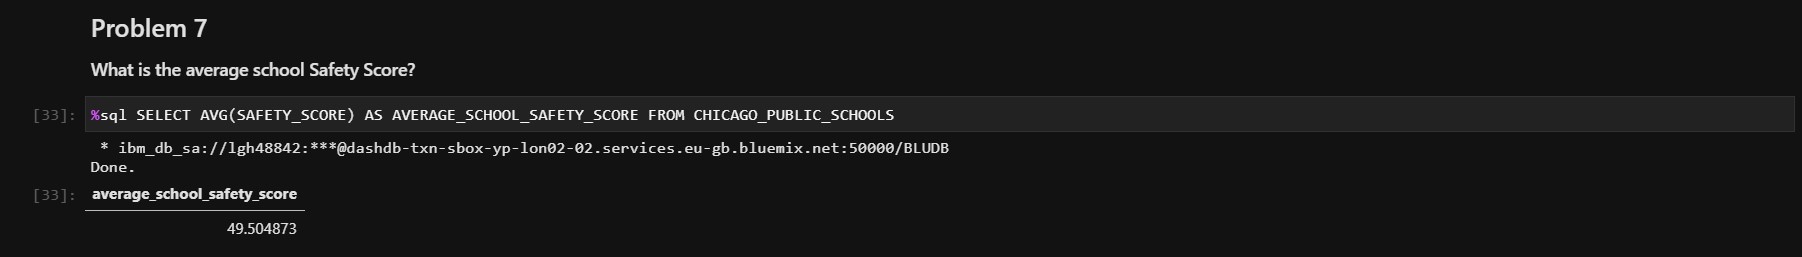 Problem 7
What is the average school Safety Score?
[33]: %sql SELECT AVG(SAFETY_SCORE) AS AVERAGE_SCHOOL_SAFETY_SCORE FROM CHICAGO_PUBLIC_SCHOOLS
* ibm_db_sa://lgh48842:***@dashdb-txn-sbox-yp-lon02-02.services.eu-gb.bluemix.net:50000/BLUDB
Done.
[33]: average_school_safety_score
49.504873